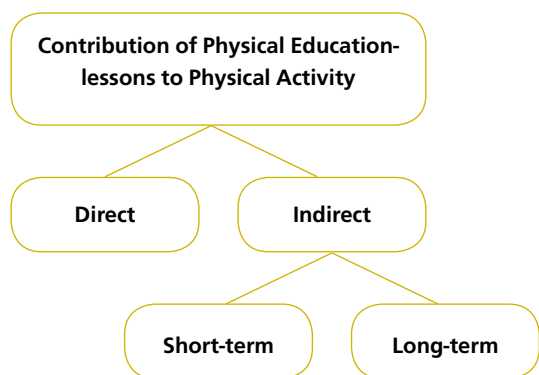 Contribution of Physical Education-
lessons to Physical Activity
Direct
Indirect
Short-term
Long-term